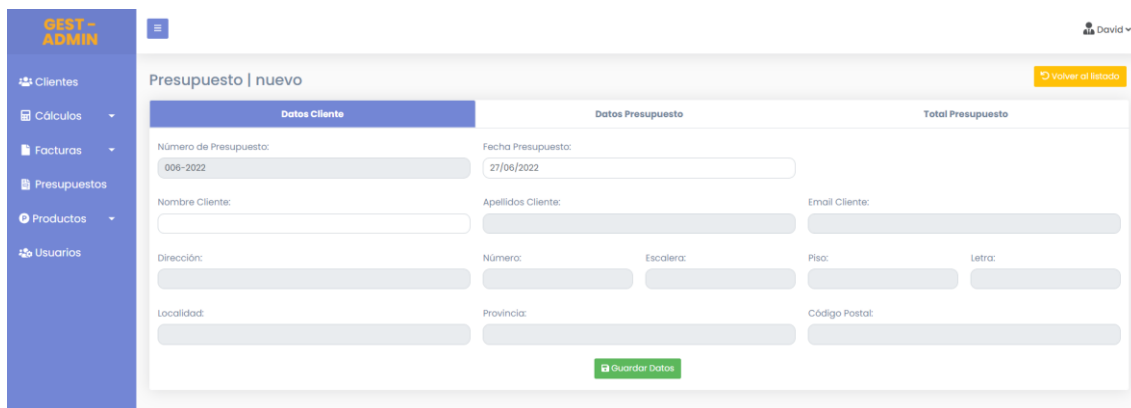 GEST -
ADMIN
David
Clientes
Cálculos
Facturas
Presupuestos
Productos
Usuarios
Presupuesto | nuevo
Volver al listado
Datos Cliente
Datos Presupuesto
Total Presupuesto
Número de Presupuesto:
Fecha Presupuesto:
006-2022
27/06/2022
Nombre Cliente:
Apellidos Cliente:
Email Cliente:
Dirección:
Número:
Escalera:
Piso:
Letra:
Localidad:
Provincia:
Código Postal:
Guardar Datos